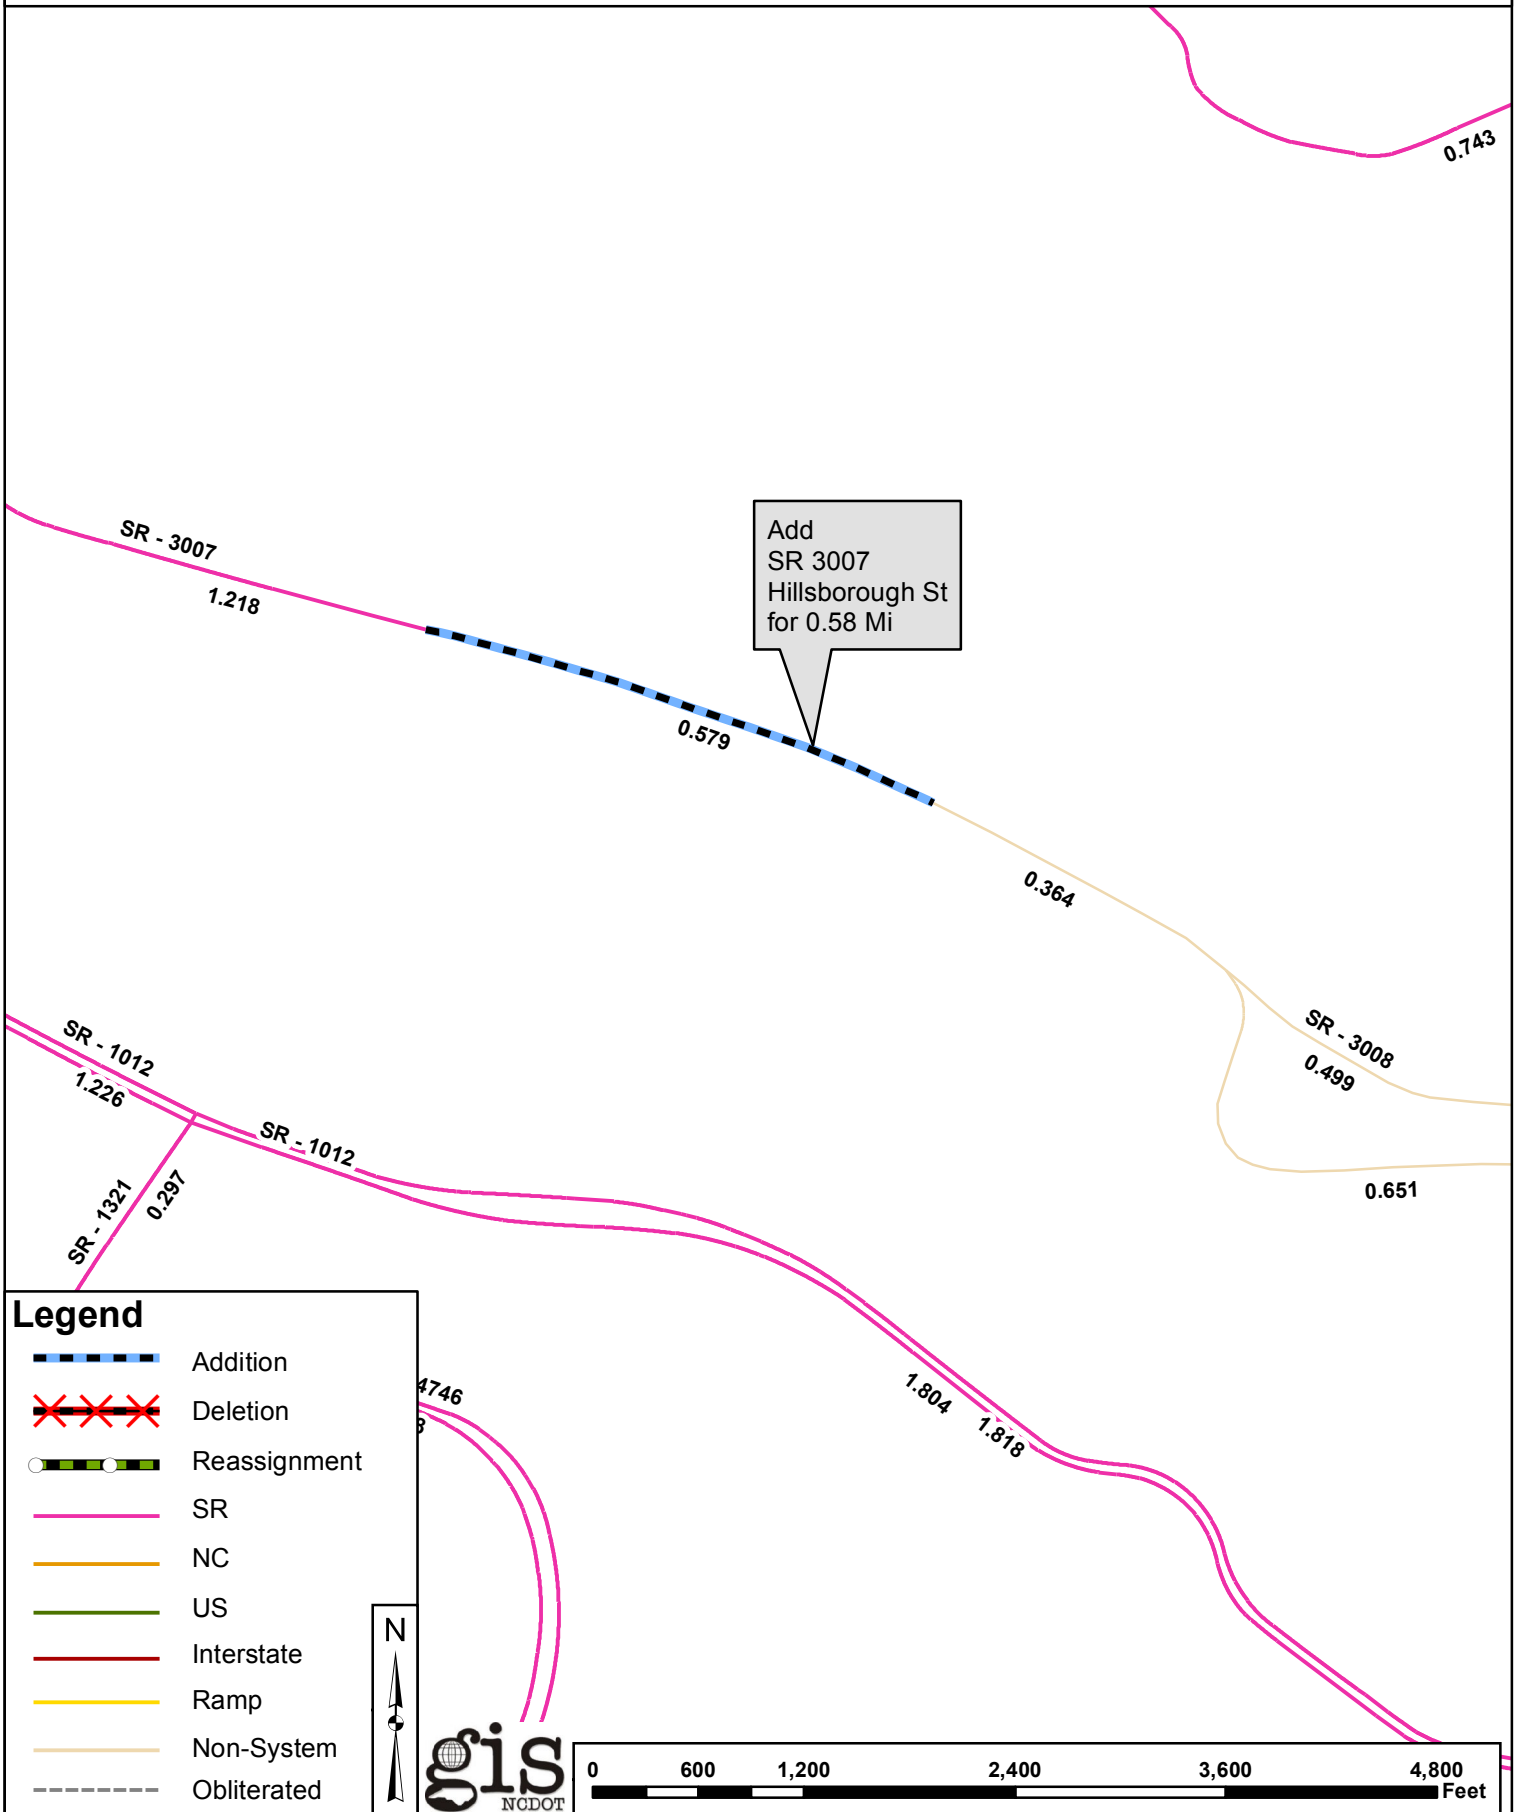 0.743
SR - 3007
1.218
Add
SR 3007
Hillsborough St
for 0.58 Mi
0.579
0.364
SR - 3008
0.499
0.651
SR - 1012
1.226
SR - 1012
SR - 1321
0.297
1.804
1.818
4746
Legend
Addition
Deletion
Reassignment
SR
NC
US
Interstate
Ramp
Non-System
Obliterated
N
gis
NCDOT
0 600 1,200 2,400 3,600 4,800
Feet